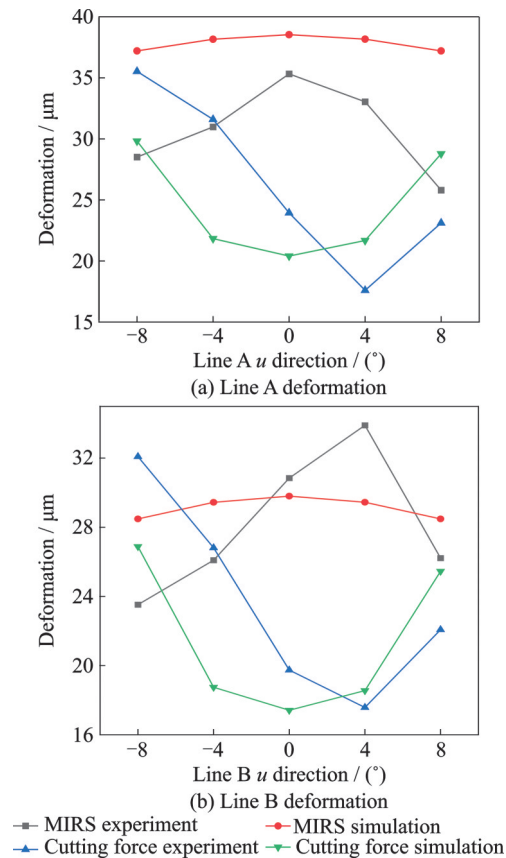 40
35
30
25
20
15
Deformation / μm
−8 −4 0 4 8
Line A u direction / (°)
(a) Line A deformation
32
28
24
20
16
Deformation / μm
−8 −4 0 4 8
Line B u direction / (°)
(b) Line B deformation
MIRS experiment MIRS simulation
Cutting force experiment Cutting force simulation